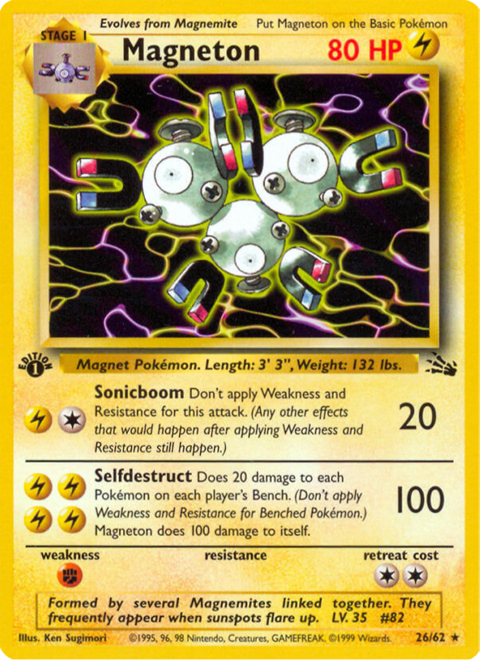 Evolves from Magnemite Put Magneton on the Basic Pokémon
STAGE 1
Magneton 80 HP
EDITION
1
Magnet Pokémon. Length: 3' 3", Weight: 132 lbs.
Sonicboom Don't apply Weakness and
Resistance for this attack. (Any other effects
that would happen after applying Weakness and
Resistance still happen.)
20
Selfdestruct Does 20 damage to each
Pokémon on each player's Bench. (Don't apply
Weakness and Resistance for Benched Pokémon.)
Magneton does 100 damage to itself.
100
weakness resistance retreat cost
Formed by several Magnemites linked together. They
frequently appear when sunspots flare up. LV. 35 #82
Illus. Ken Sugimori ©1995, 96, 98 Nintendo, Creatures, GAMEFREAK. ©1999 Wizards. 26/62 ★